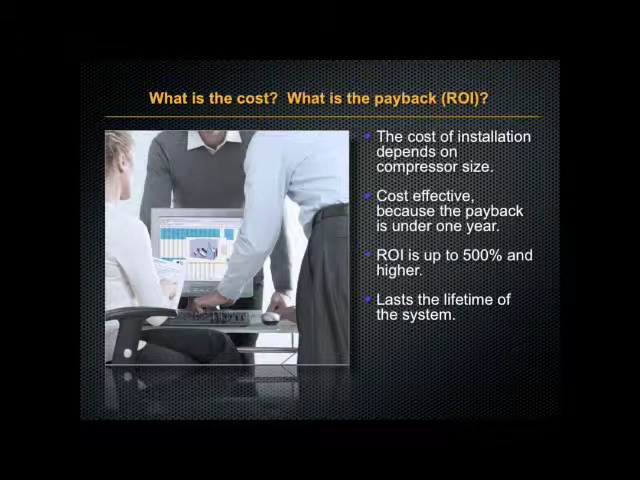 What is the cost?  What is the payback (ROI)?
The cost of installation
depends on
compressor size.
Cost effective,
because the payback
is under one year.
ROI is up to 500% and
higher.
Lasts the lifetime of
the system.